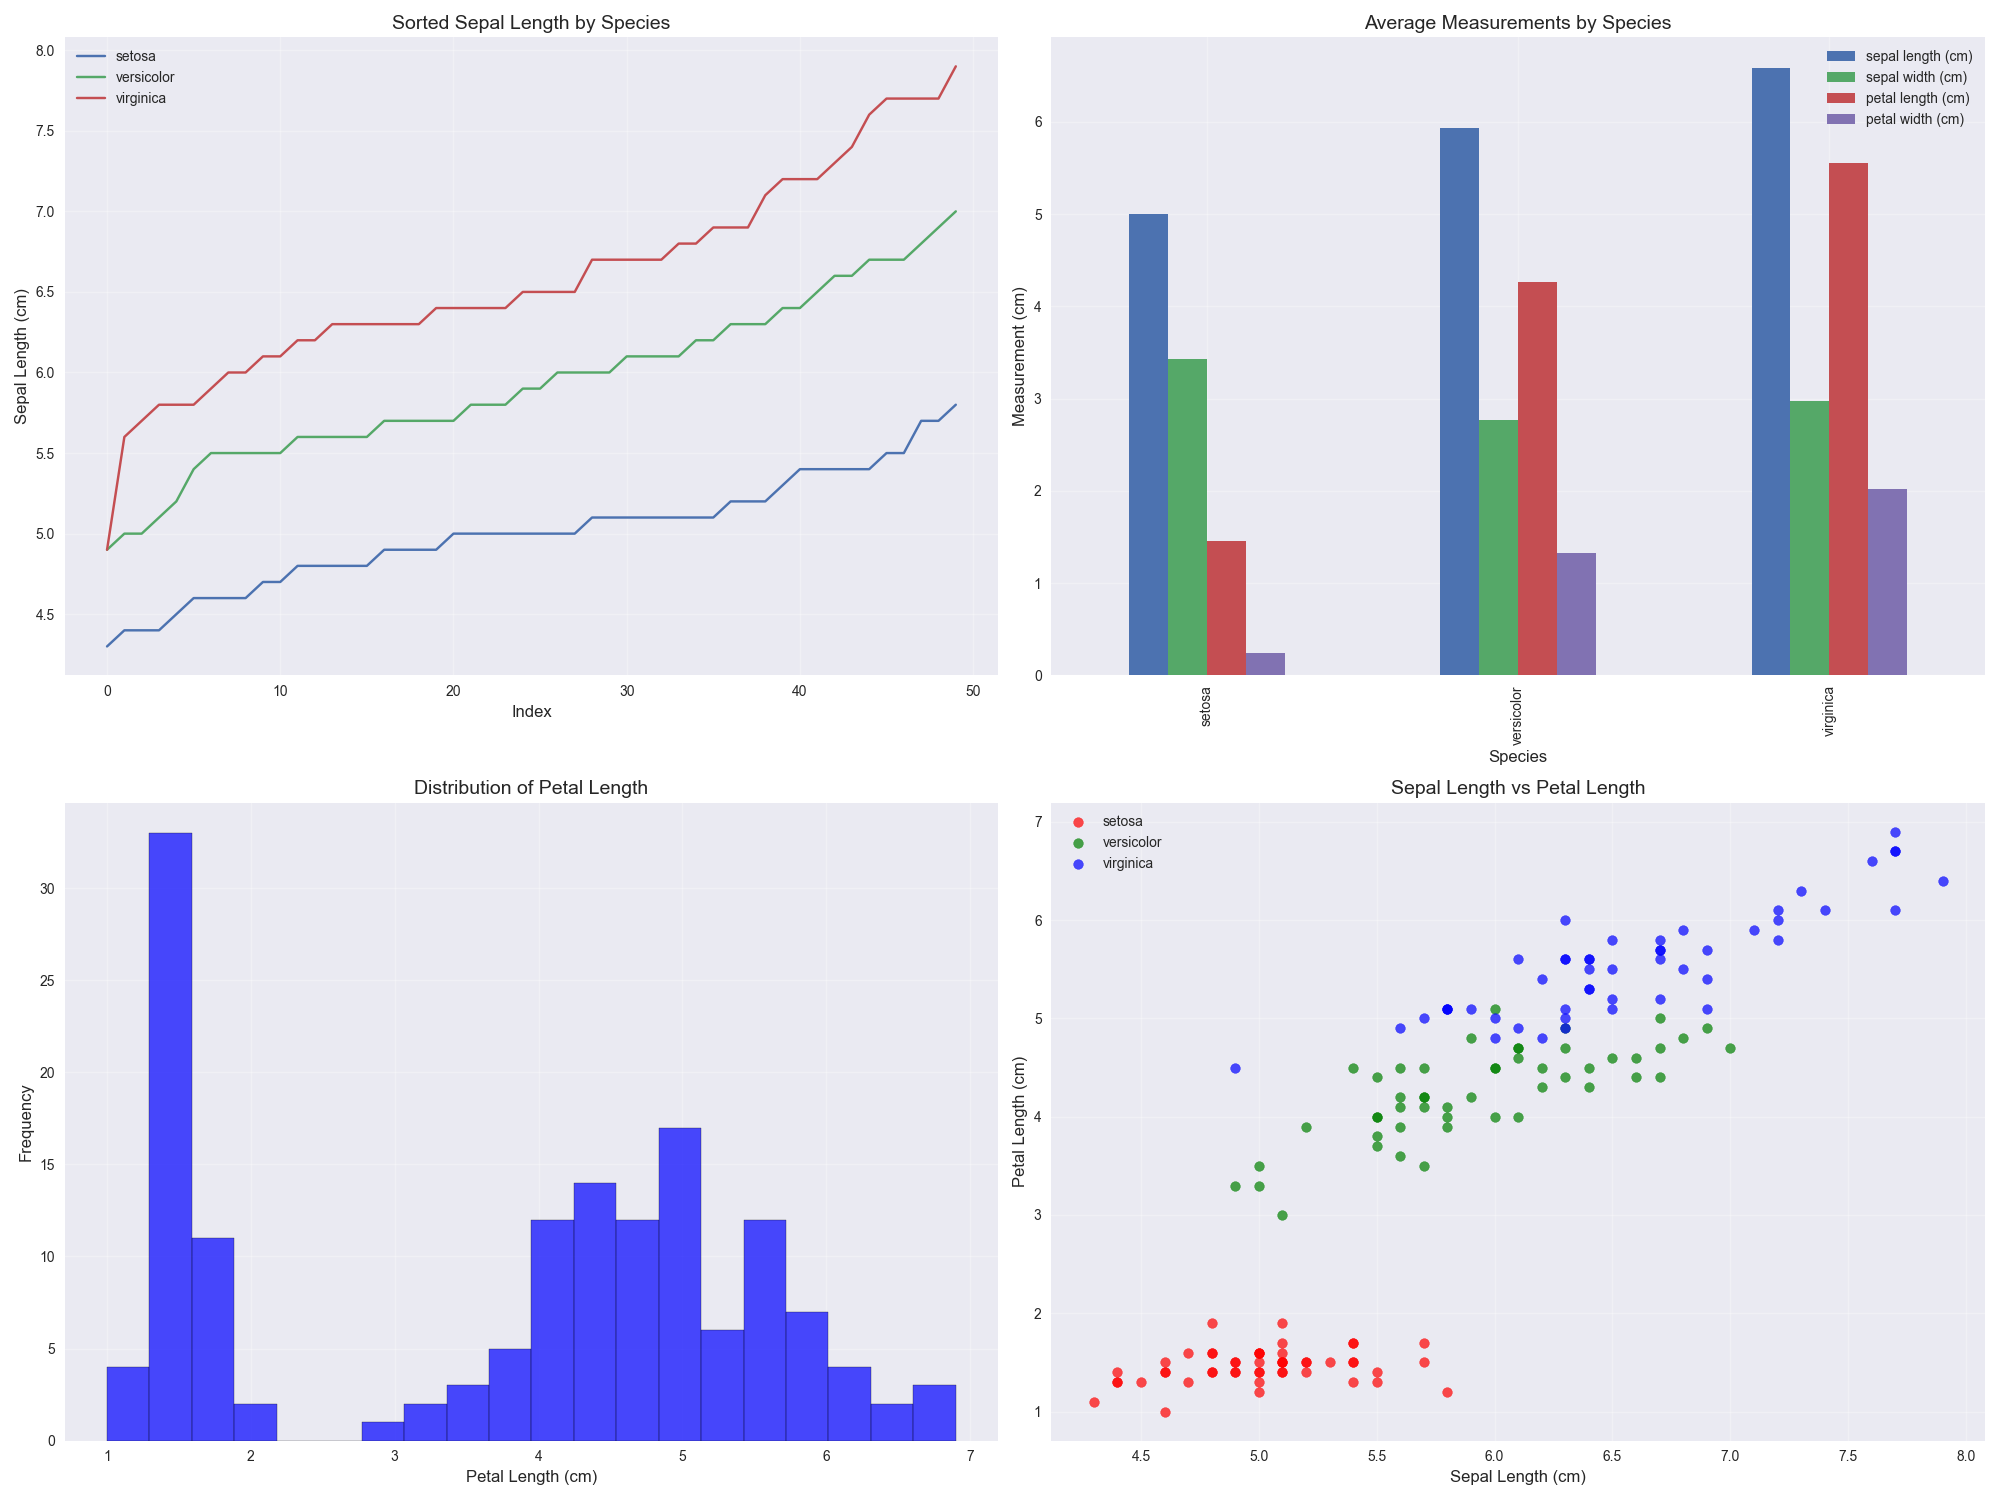 Sorted Sepal Length by Species
setosa
versicolor
virginica
8.0
7.5
7.0
6.5
6.0
5.5
5.0
4.5
Sepal Length (cm)
0 10 20 30 40 50
Index
Average Measurements by Species
sepal length (cm)
sepal width (cm)
petal length (cm)
petal width (cm)
6
5
4
3
2
1
0
Measurement (cm)
setosa versicolor virginica
Species
Distribution of Petal Length
30
25
20
15
10
5
0
Frequency
1 2 3 4 5 6 7
Petal Length (cm)
Sepal Length vs Petal Length
setosa
versicolor
virginica
7
6
5
4
3
2
1
Petal Length (cm)
4.5 5.0 5.5 6.0 6.5 7.0 7.5 8.0
Sepal Length (cm)